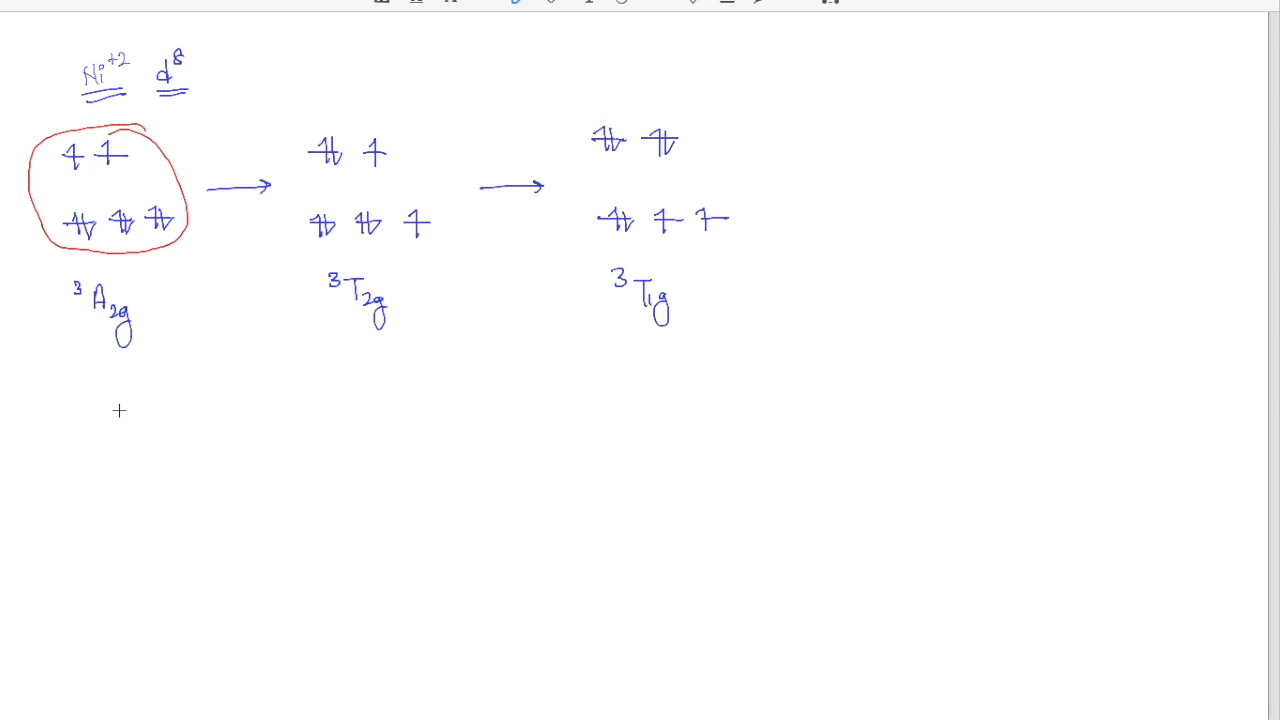 Ni⁺² d⁸
³A₂g
³T₂g
³T₁g